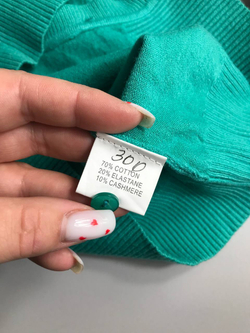 300
70% COTTON
20% ELASTANE
10% CASHMERE